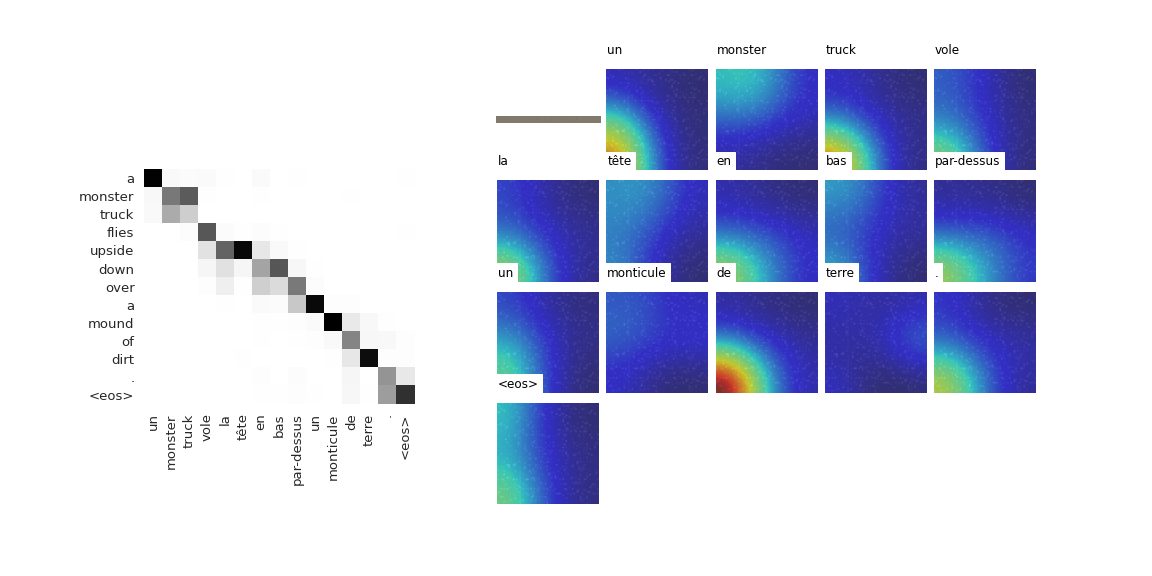 a
monster
truck
flies
upside
down
over
a
mound
of
dirt
.
<eos>
un
monster
truck
vole
la
tête
en
bas
par-dessus
un
monticule
de
terre
.
<eos>
un monster truck vole
la tête en bas par-dessus
un monticule de terre .
<eos>